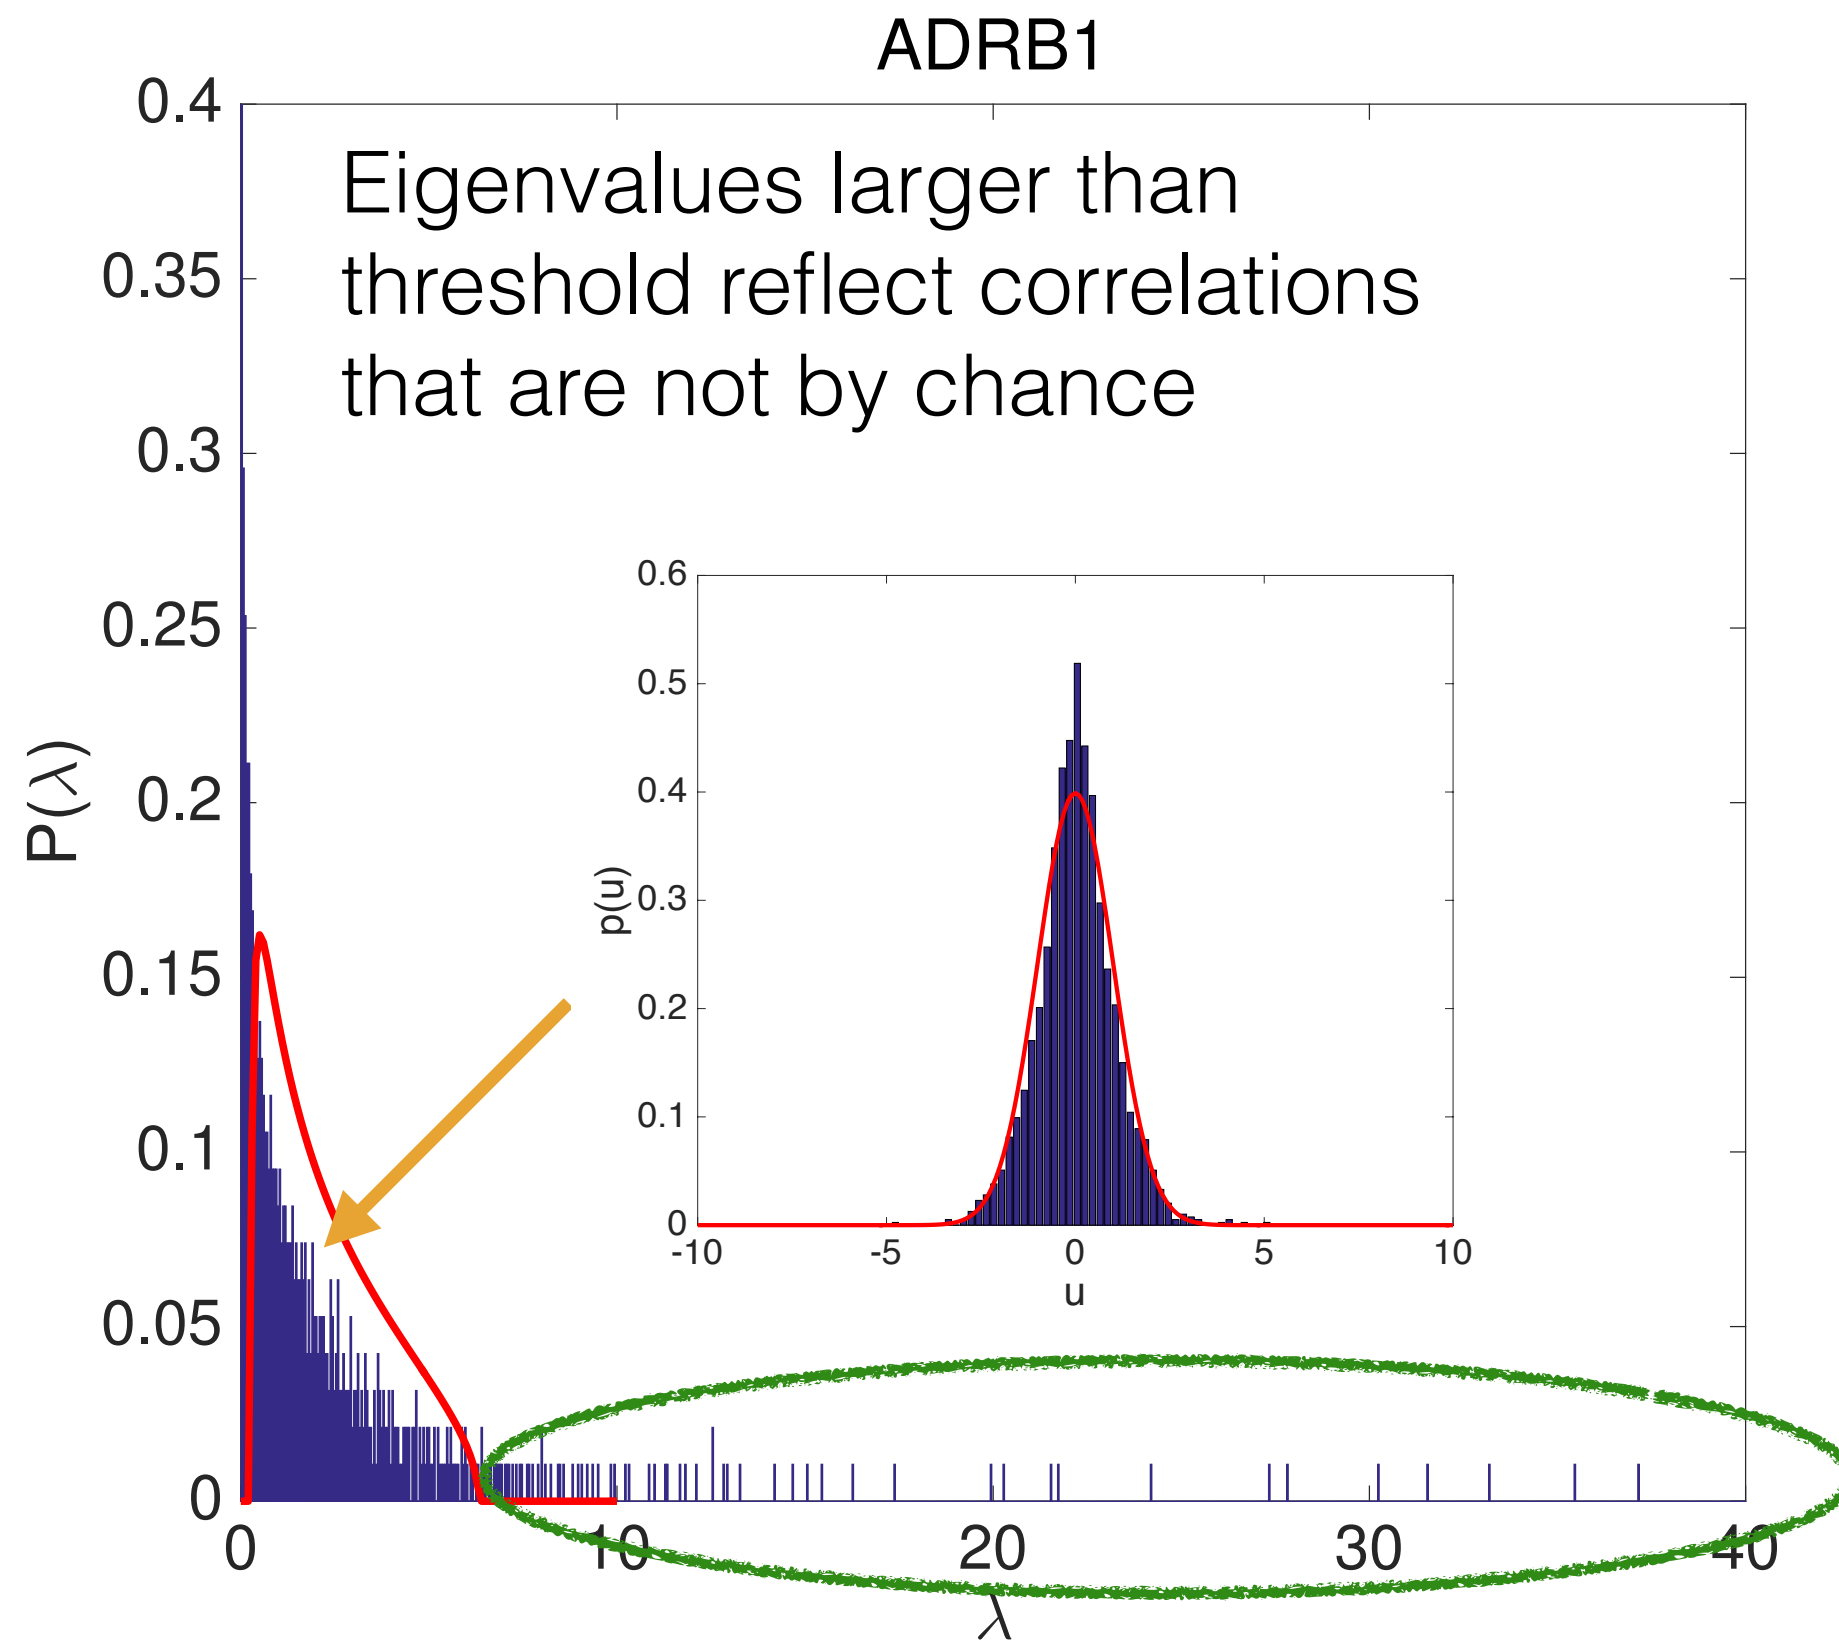 ADRB1
Eigenvalues larger than
threshold reflect correlations
that are not by chance
P(λ)
0.4
0.35
0.3
0.25
0.2
0.15
0.1
0.05
0
0 10 20 30 40
λ
p(u)
0.6
0.5
0.4
0.3
0.2
0.1
0
-10 -5 0 5 10
u